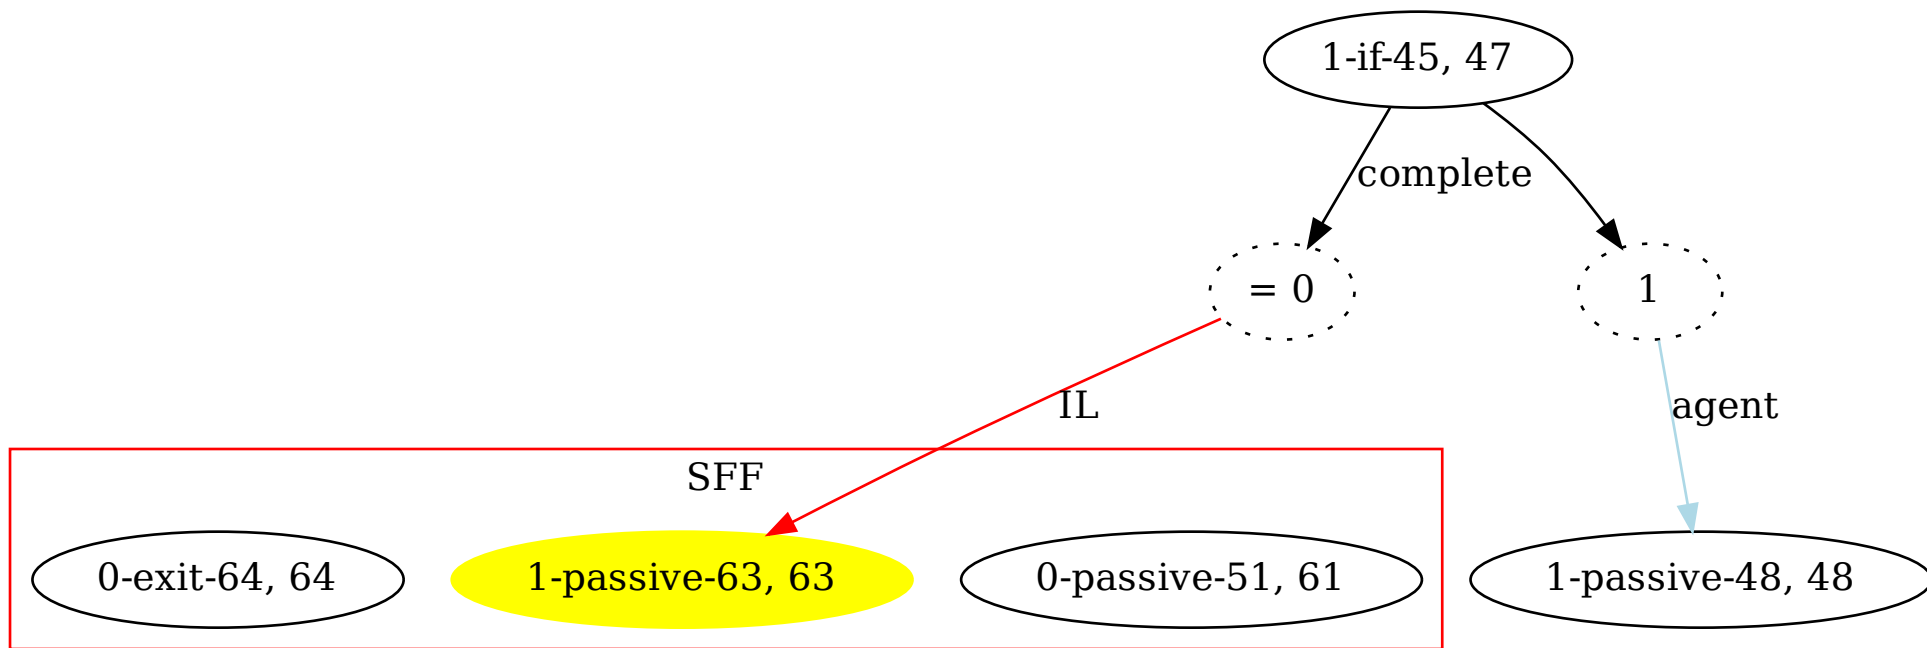 1-if-45, 47
complete
= 0
1
IL
agent
SFF
0-exit-64, 64
1-passive-63, 63
0-passive-51, 61
1-passive-48, 48